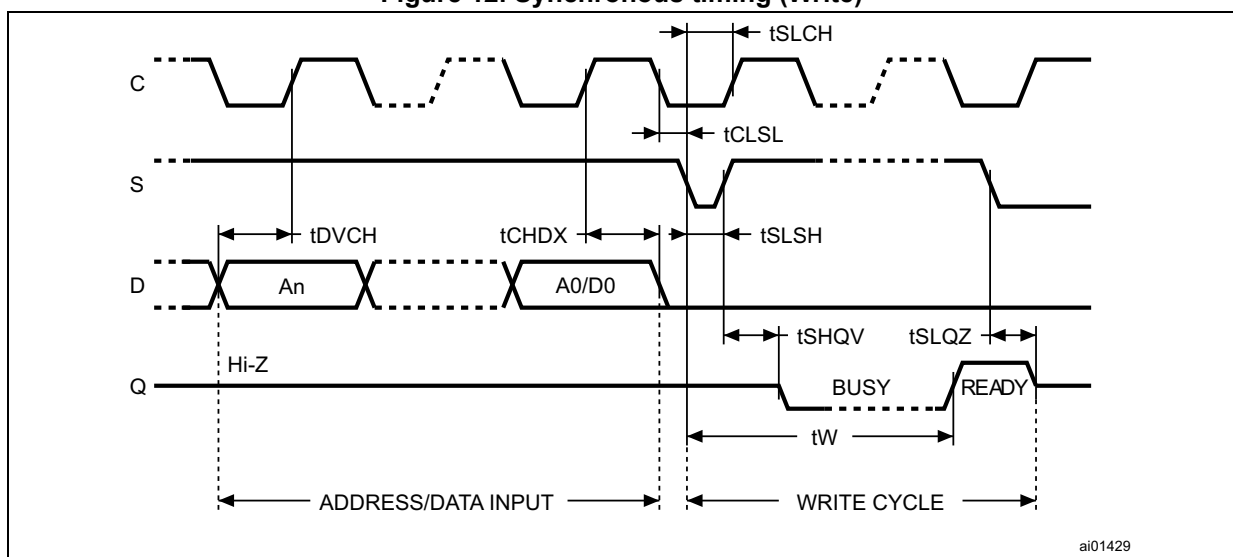 Figure 12. Synchronous timing (Write)
tSLCH
C
tCLSL
S
tDVCH
tCHDX
tSLSH
D
An
A0/D0
tSHQV
tSLQZ
Hi-Z
Q
BUSY
READY
tW
ADDRESS/DATA INPUT
WRITE CYCLE
ai01429